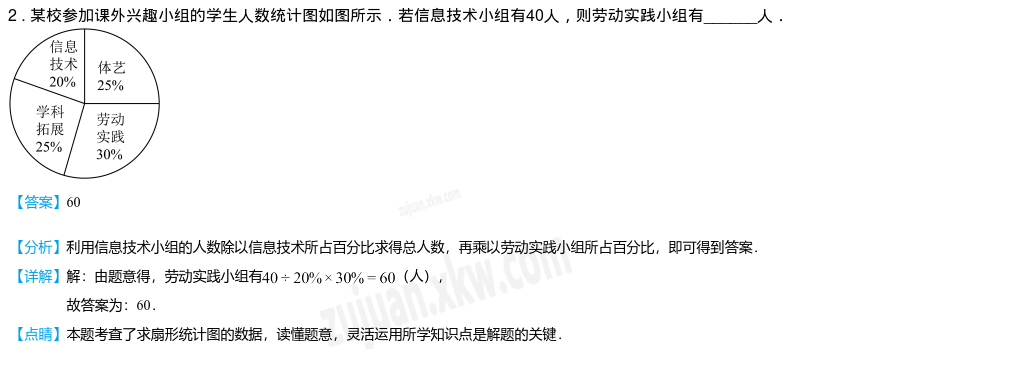 2．某校参加课外兴趣小组的学生人数统计图如图所示．若信息技术小组有40人，则劳动实践小组有_______人．
信息
技术
20%
体艺
25%
学科
拓展
25%
劳动
实践
30%
【答案】60
【分析】利用信息技术小组的人数除以信息技术所占百分比求得总人数，再乘以劳动实践小组所占百分比，即可得到答案．
【详解】解：由题意得，劳动实践小组有40÷20%×30%=60（人），
故答案为：60．
【点睛】本题考查了求扇形统计图的数据，读懂题意，灵活运用所学知识点是解题的关键．
zujuan.xkw.com
zujuan.xkw.com